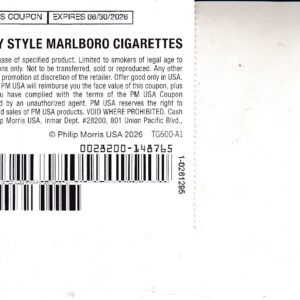 S COUPON EXPIRES 06/30/2026
Y STYLE MARLBORO CIGARETTES
ase of specified product. Limited to smokers of legal age to
ons only. Not to be transferred, sold or reproduced. Any other
promotion at discretion of the retailer. Offer good only in USA.
PM USA will reimburse you the face value of this coupon, plus
you have complied with the terms of the PM USA Coupon
d by an unauthorized agent. PM USA reserves the right to
d sales of PM USA products. VOID WHERE PROHIBITED. Cash
ip Morris USA, Inmar Dept. #28200, 801 Union Pacific Blvd.,
© Philip Morris USA 2026 TG600-A1
0028200-148765
1-0261295